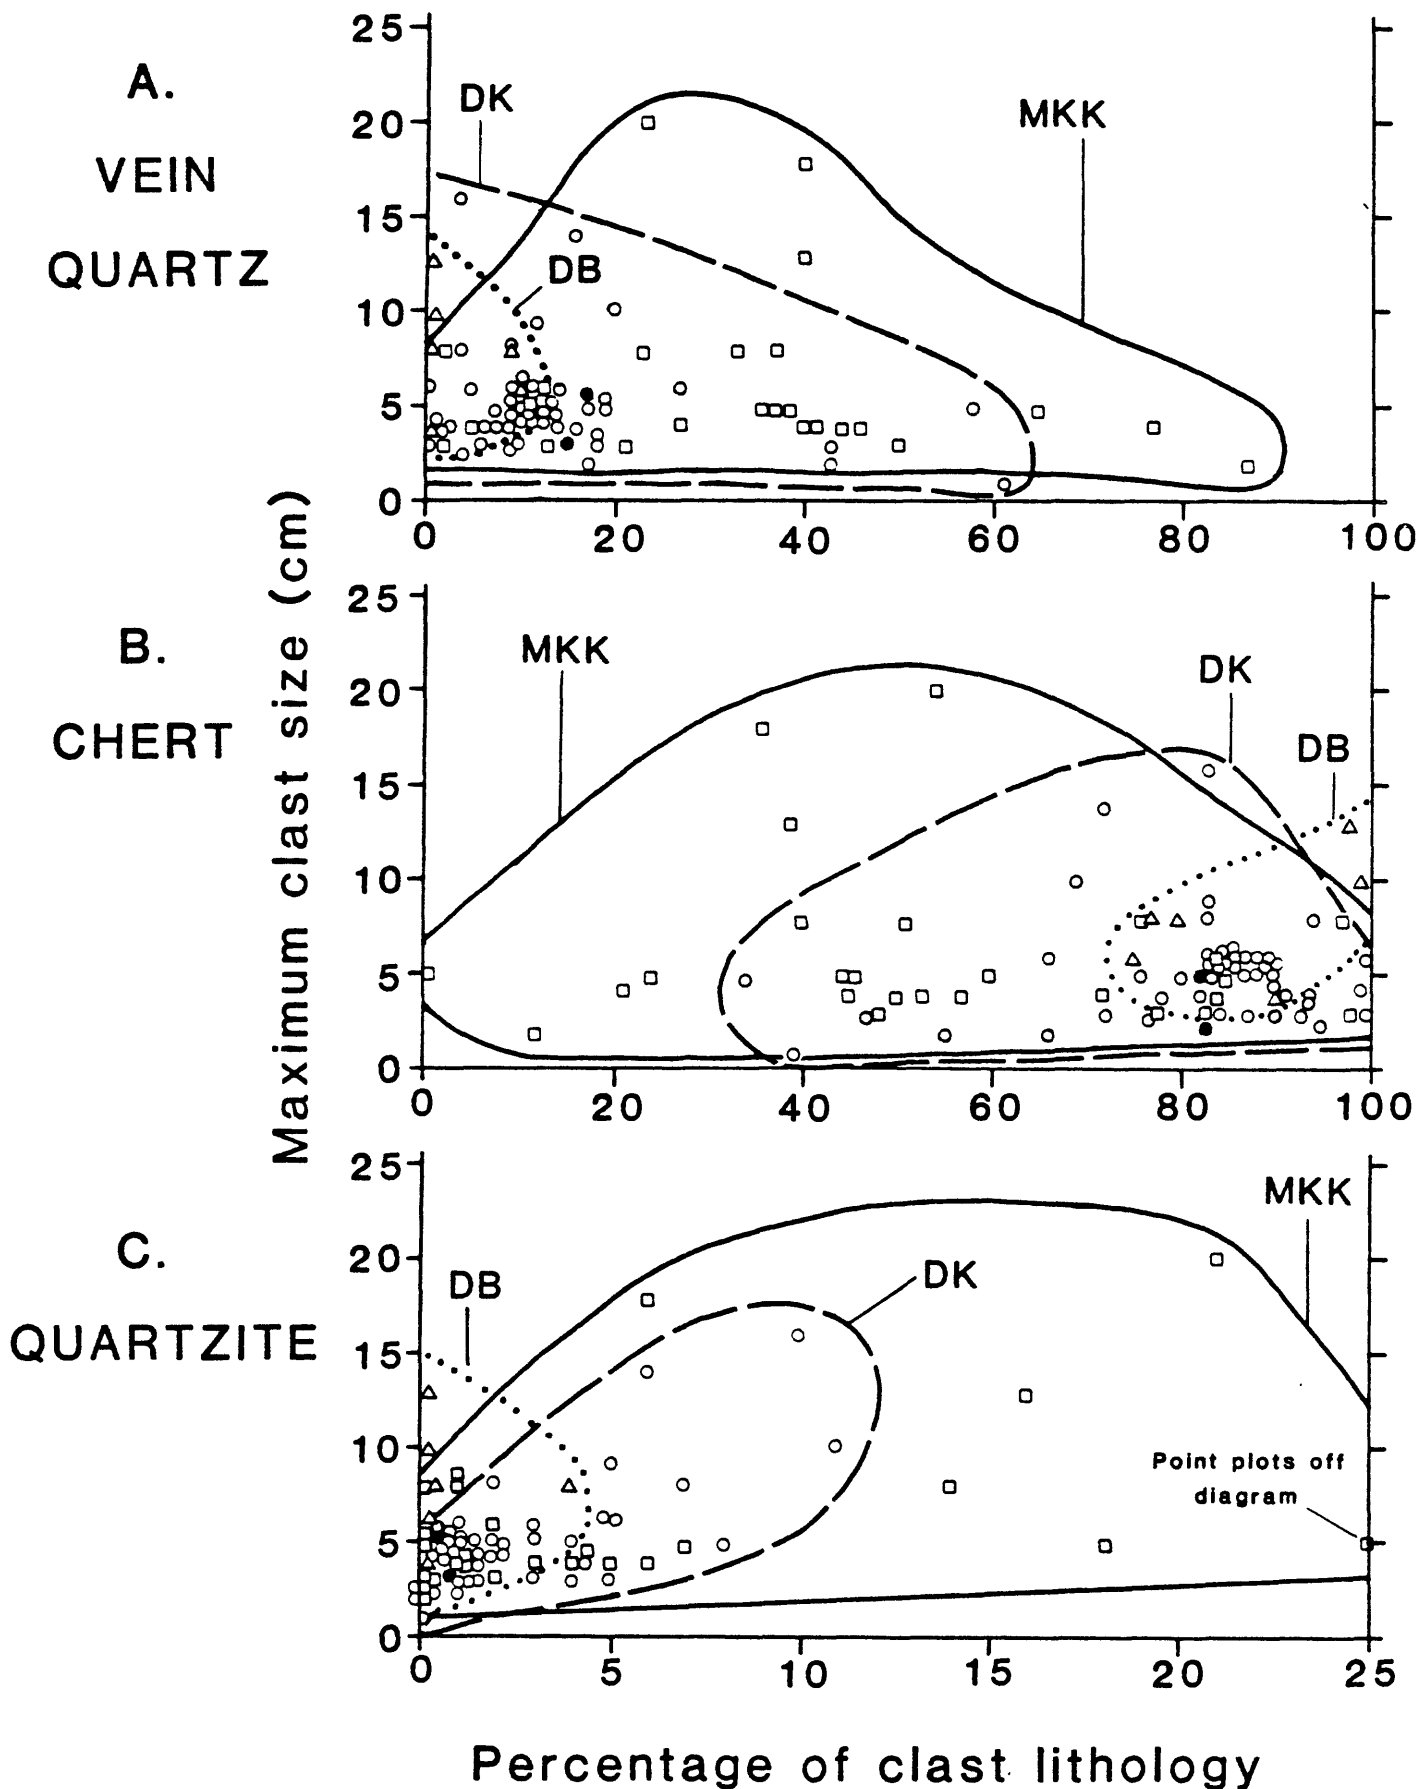 A.
VEIN
QUARTZ
25
20
15
10
5
0
DK
MKK
DB
0 20 40 60 80 100
B.
CHERT
25
20
15
10
5
0
MKK
DK
DB
0 20 40 60 80 100
Maximum clast size (cm)
C.
QUARTZITE
25
20
15
10
5
0
DB
DK
MKK
Point plots off
diagram
0 5 10 15 20 25
Percentage of clast lithology